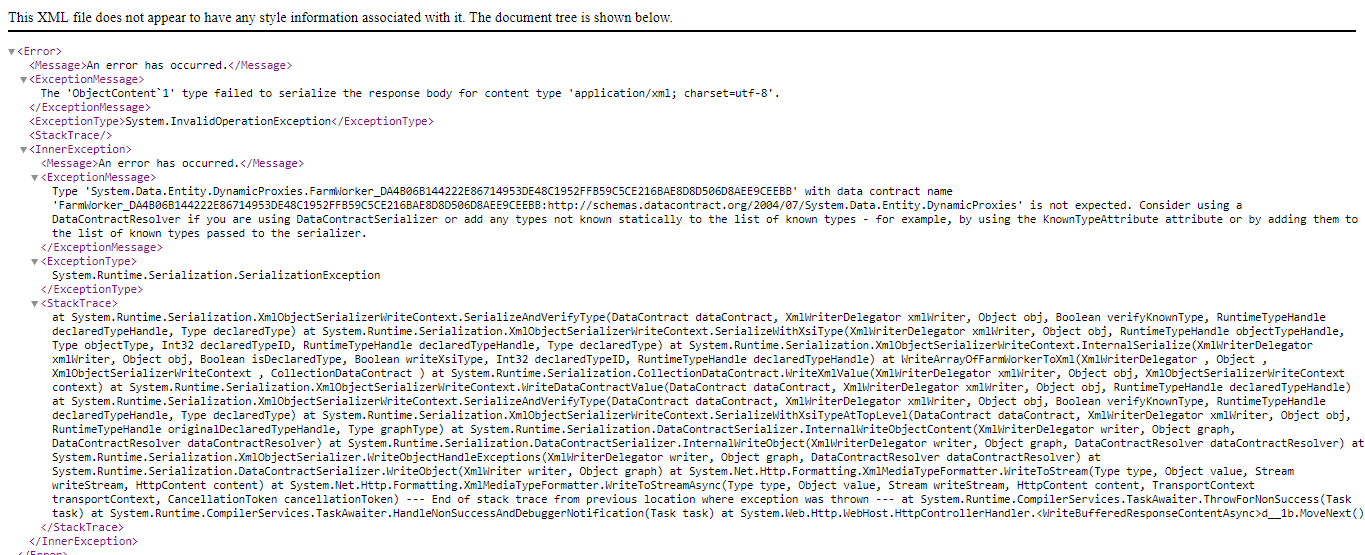 This XML file does not appear to have any style information associated with it. The document tree is shown below.
▼<Error>
<Message>An error has occurred.</Message>
▼<ExceptionMessage>
The 'ObjectContent`1' type failed to serialize the response body for content type 'application/xml; charset=utf-8'.
</ExceptionMessage>
<ExceptionType>System.InvalidOperationException</ExceptionType>
<StackTrace/>
▼<InnerException>
<Message>An error has occurred.</Message>
▼<ExceptionMessage>
Type 'System.Data.Entity.DynamicProxies.FarmWorker_DA4B06B144222E86714953DE48C1952FFB59C5CE216BAE8D8D506D8AEE9CEEBB' with data contract name
'FarmWorker_DA4B06B144222E86714953DE48C1952FFB59C5CE216BAE8D8D506D8AEE9CEEBB:http://schemas.datacontract.org/2004/07/System.Data.Entity.DynamicProxies' is not expected. Consider using a
DataContractResolver if you are using DataContractSerializer or add any types not known statically to the list of known types - for example, by using the KnownTypeAttribute attribute or by adding them to
the list of known types passed to the serializer.
</ExceptionMessage>
▼<ExceptionType>
System.Runtime.Serialization.SerializationException
</ExceptionType>
▼<StackTrace>
at System.Runtime.Serialization.XmlObjectSerializerWriteContext.SerializeAndVerifyType(DataContract dataContract, XmlWriterDelegator xmlWriter, Object obj, Boolean verifyKnownType, RuntimeTypeHandle
declaredTypeHandle, Type declaredType) at System.Runtime.Serialization.XmlObjectSerializerWriteContext.SerializeWithXsiType(XmlWriterDelegator xmlWriter, Object obj, RuntimeTypeHandle objectTypeHandle,
Type objectType, Int32 declaredTypeID, RuntimeTypeHandle declaredTypeHandle, Type declaredType) at System.Runtime.Serialization.XmlObjectSerializerWriteContext.InternalSerialize(XmlWriterDelegator
xmlWriter, Object obj, Boolean isDeclaredType, Boolean writeXsiType, Int32 declaredTypeID, RuntimeTypeHandle declaredTypeHandle) at WriteArrayOfFarmWorkerToXml(XmlWriterDelegator , Object ,
XmlObjectSerializerWriteContext , CollectionDataContract ) at System.Runtime.Serialization.CollectionDataContract.WriteXmlValue(XmlWriterDelegator xmlWriter, Object obj, XmlObjectSerializerWriteContext
context) at System.Runtime.Serialization.XmlObjectSerializerWriteContext.WriteDataContractValue(DataContract dataContract, XmlWriterDelegator xmlWriter, Object obj, RuntimeTypeHandle declaredTypeHandle)
at System.Runtime.Serialization.XmlObjectSerializerWriteContext.SerializeAndVerifyType(DataContract dataContract, XmlWriterDelegator xmlWriter, Object obj, Boolean verifyKnownType, RuntimeTypeHandle
declaredTypeHandle, Type declaredType) at System.Runtime.Serialization.XmlObjectSerializerWriteContext.SerializeWithXsiTypeAtTopLevel(DataContract dataContract, XmlWriterDelegator xmlWriter, Object obj,
RuntimeTypeHandle originalDeclaredTypeHandle, Type graphType) at System.Runtime.Serialization.DataContractSerializer.InternalWriteObjectContent(XmlWriterDelegator writer, Object graph,
DataContractResolver dataContractResolver) at System.Runtime.Serialization.DataContractSerializer.InternalWriteObject(XmlWriterDelegator writer, Object graph, DataContractResolver dataContractResolver) at
System.Runtime.Serialization.XmlObjectSerializer.WriteObjectHandleExceptions(XmlWriterDelegator writer, Object graph, DataContractResolver dataContractResolver) at
System.Runtime.Serialization.DataContractSerializer.WriteObject(XmlWriter writer, Object graph) at System.Net.Http.Formatting.XmlMediaTypeFormatter.WriteToStream(Type type, Object value, Stream
writeStream, HttpContent content) at System.Net.Http.Formatting.XmlMediaTypeFormatter.WriteToStreamAsync(Type type, Object value, Stream writeStream, HttpContent content, TransportContext
transportContext, CancellationToken cancellationToken) --- End of stack trace from previous location where exception was thrown --- at System.Runtime.CompilerServices.TaskAwaiter.ThrowForNonSuccess(Task
task) at System.Runtime.CompilerServices.TaskAwaiter.HandleNonSuccessAndDebuggerNotification(Task task) at System.Web.Http.WebHost.HttpControllerHandler.<WriteBufferedResponseContentAsync>d__1b.MoveNext()
</StackTrace>
</InnerException>
</Error>